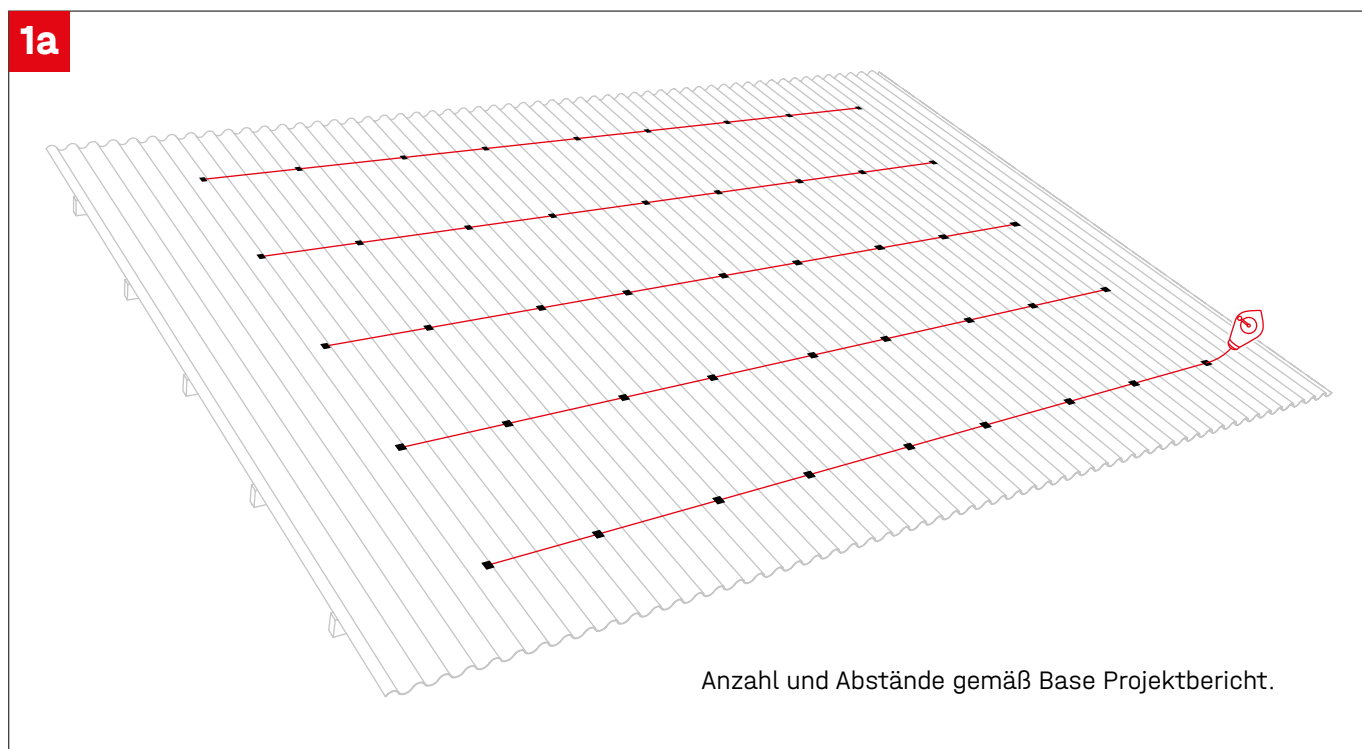 1a
Anzahl und Abstände gemäß Base Projektbericht.